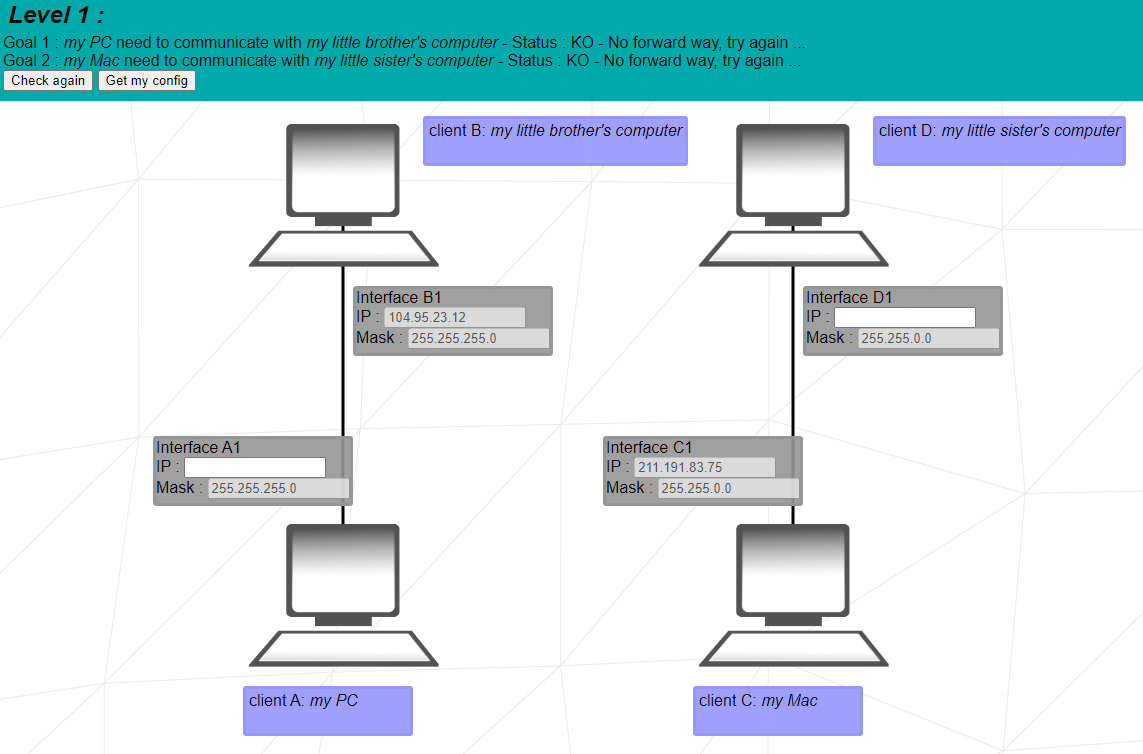 Level 1 :
Goal 1 : my PC need to communicate with my little brother's computer - Status : KO - No forward way, try again ...
Goal 2 : my Mac need to communicate with my little sister's computer - Status : KO - No forward way, try again ...
Check again Get my config
client B: my little brother's computer
client D: my little sister's computer
Interface B1
IP : 104.95.23.12
Mask : 255.255.255.0
Interface D1
IP :
Mask : 255.255.0.0
Interface A1
IP :
Mask : 255.255.255.0
Interface C1
IP : 211.191.83.75
Mask : 255.255.0.0
client A: my PC
client C: my Mac